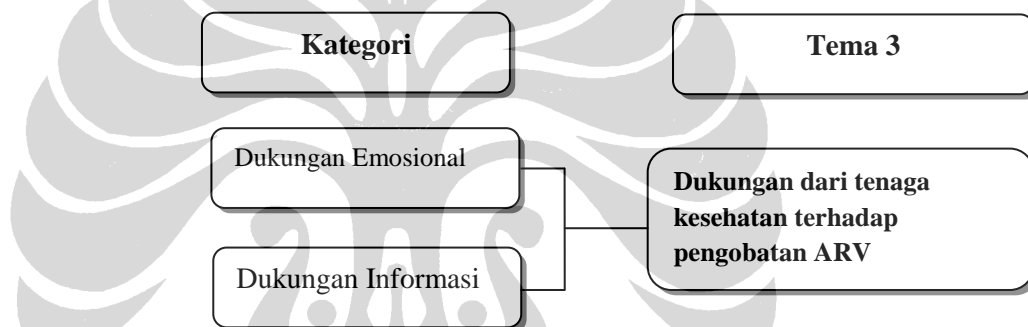 Kategori
Tema 3
Dukungan Emosional
Dukungan dari tenaga
kesehatan terhadap
pengobatan ARV
Dukungan Informasi